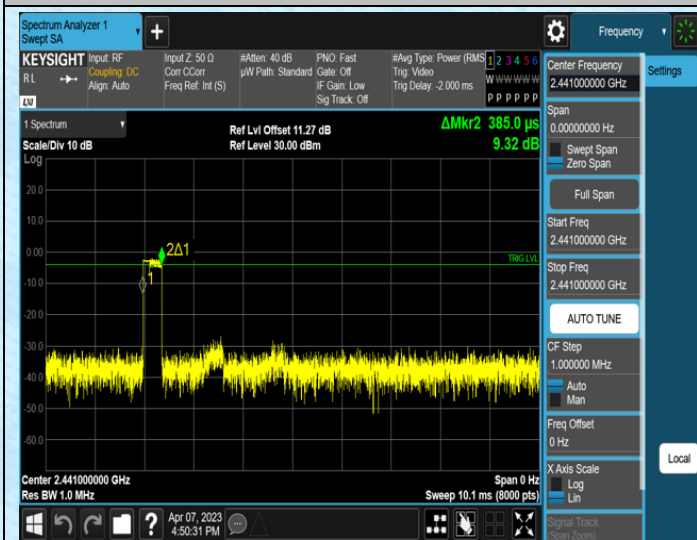 Spectrum Analyzer 1
Swept SA
Frequency
KEYSIGHT
RL
LXI
Input: RF
Coupling: DC
Align: Auto
Input Z: 50 Ω
Corr CCorr
Freq Ref: Int (S)
#Atten: 40 dB
µW Path: Standard
PNO: Fast
Gate: Off
IF Gain: Low
Sig Track: Off
#Avg Type: Power (RMS
Trig: Video
Trig Delay: -2.000 ms
1 2 3 4 5 6
W W W W W W
P P P P P P
Center Frequency
2.441000000 GHz
Settings
Span
0.00000000 Hz
Swept Span
Zero Span
Full Span
Start Freq
2.441000000 GHz
Stop Freq
2.441000000 GHz
AUTO TUNE
CF Step
1.000000 MHz
Auto
Man
Freq Offset
0 Hz
X Axis Scale
Log
Lin
Signal Track
(Span Zoom)
Local
1 Spectrum
Scale/Div 10 dB
Log
Ref Lvl Offset 11.27 dB
Ref Level 30.00 dBm
ΔMkr2 385.0 µs
9.32 dB
20.0
10.0
0.00
-10.0
-20.0
-30.0
-40.0
-50.0
-60.0
2Δ1
1
TRIG LVL
Center 2.441000000 GHz
Res BW 1.0 MHz
Span 0 Hz
Sweep 10.1 ms (8000 pts)
?
Apr 07, 2023
4:50:31 PM